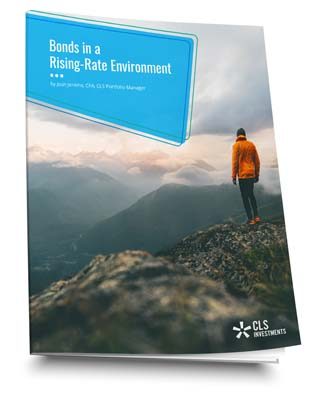 Bonds in a
Rising-Rate Environment
by Josh Jenkins, CFA, CLS Portfolio Manager
CLS
INVESTMENTS